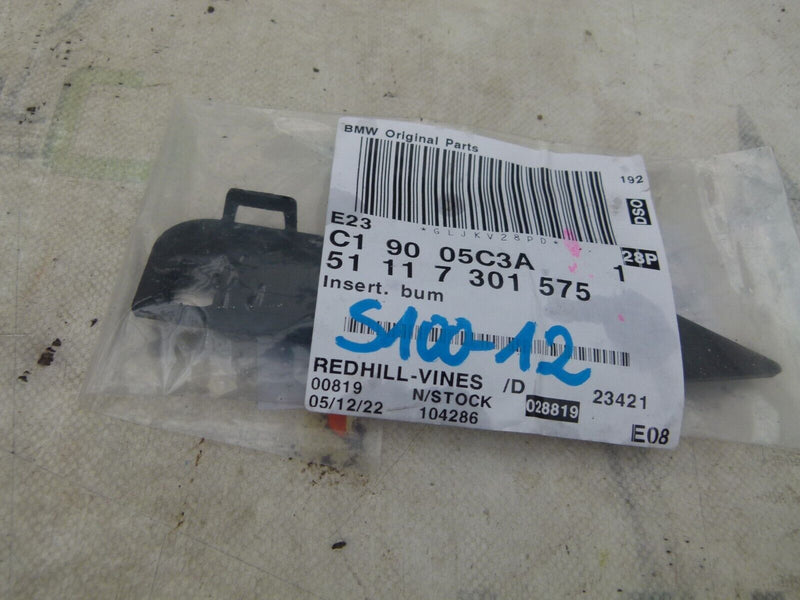 BMW Original Parts
192
DSO
*GLJKV28PD*
E23
C1 90 05C3A 1 28P
51 11 7 301 575
Insert. bum
S100-12
REDHILL-VINES /D 23421
00819 N/STOCK 028819
05/12/22 104286 E08